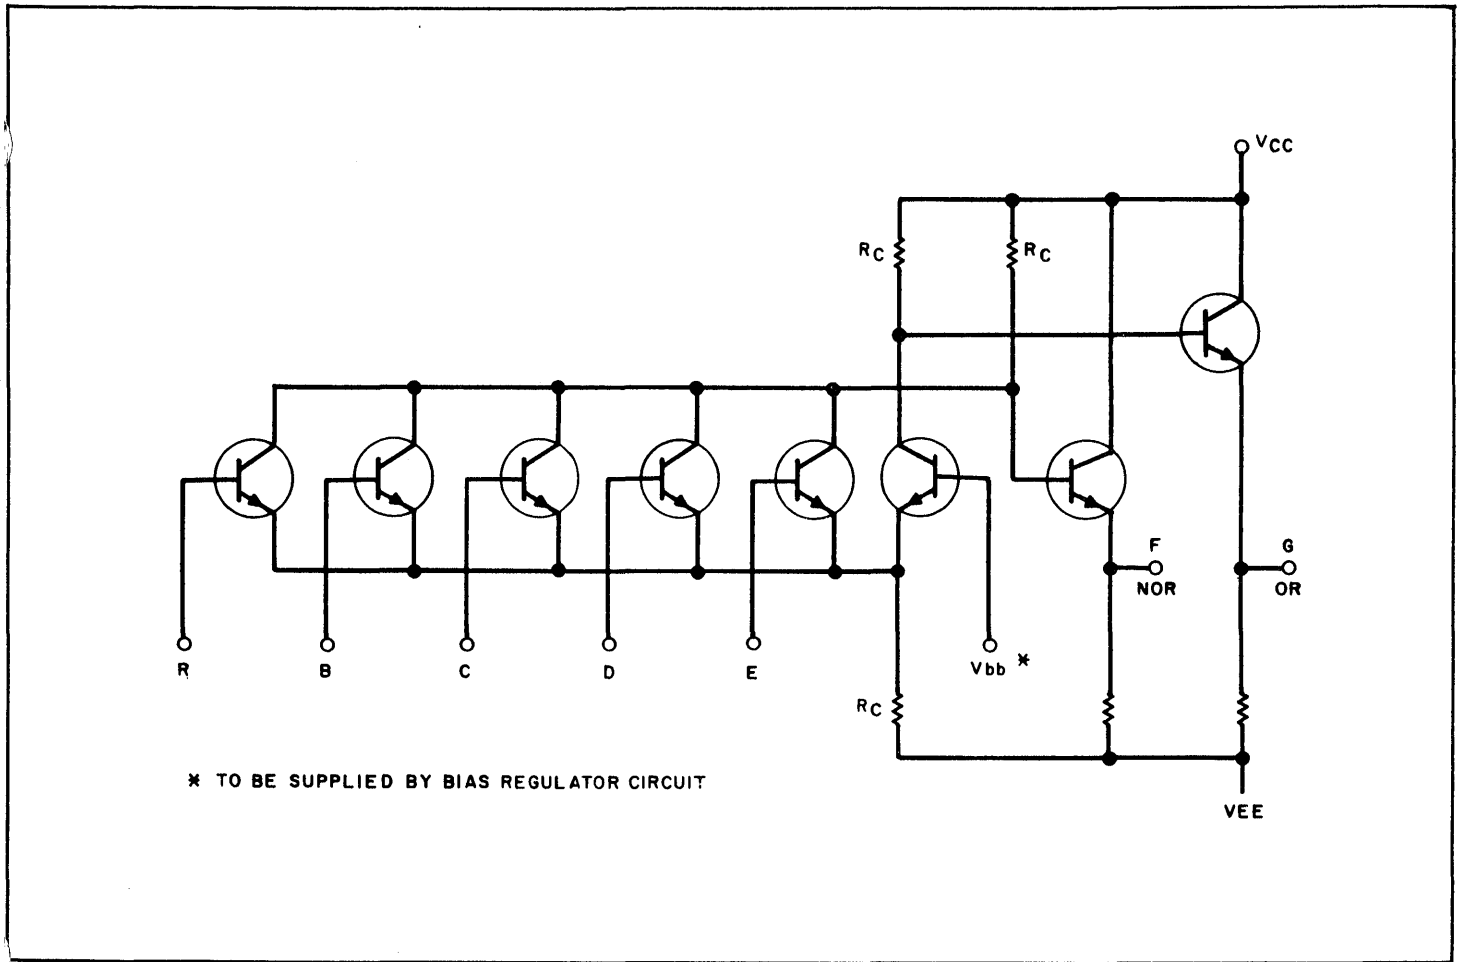 VCC
RC
RC
F
NOR
G
OR
R
B
C
D
E
Vbb *
RC
* TO BE SUPPLIED BY BIAS REGULATOR CIRCUIT
VEE